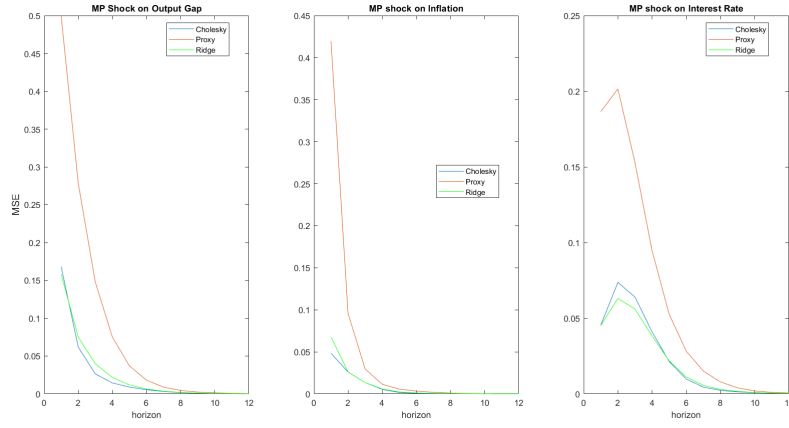 MP Shock on Output Gap
0.5
0.45
0.4
0.35
0.3
0.25
0.2
0.15
0.1
0.05
0
MSE
0 2 4 6 8 10 12
horizon
Cholesky
Proxy
Ridge
MP shock on Inflation
0.45
0.4
0.35
0.3
0.25
0.2
0.15
0.1
0.05
0
0 2 4 6 8 10 12
horizon
Cholesky
Proxy
Ridge
MP shock on Interest Rate
0.25
0.2
0.15
0.1
0.05
0
0 2 4 6 8 10 12
horizon
Cholesky
Proxy
Ridge